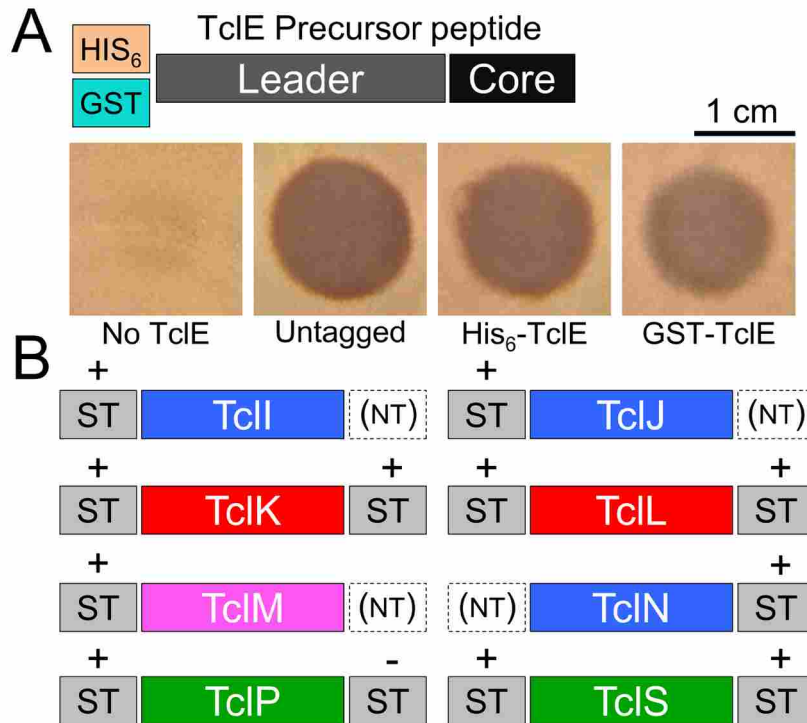 A
TclE Precursor peptide
HIS₆
GST
Leader
Core
1 cm
No TclE
Untagged
His₆-TclE
GST-TclE
B
+ +
ST TclI (NT) ST TclJ (NT)
+ + + +
ST TclK ST ST TclL ST
+ +
ST TclM (NT) (NT) TclN ST
+ - + +
ST TclP ST ST TclS ST